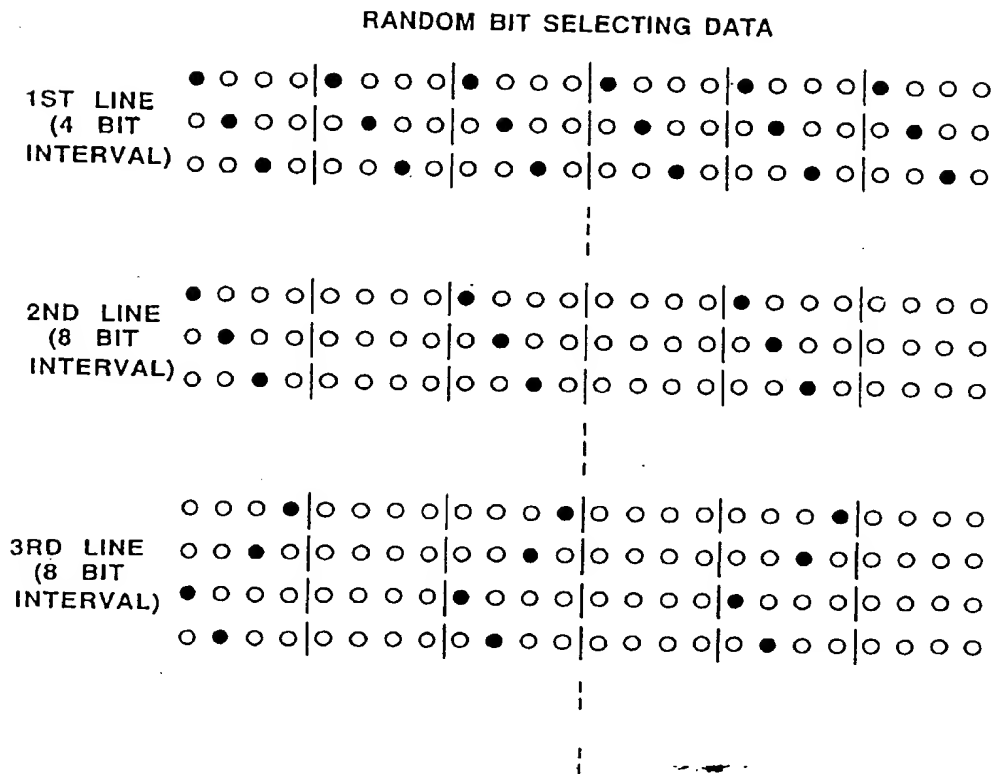 RANDOM BIT SELECTING DATA
1ST LINE
(4 BIT
INTERVAL)
2ND LINE
(8 BIT
INTERVAL)
3RD LINE
(8 BIT
INTERVAL)